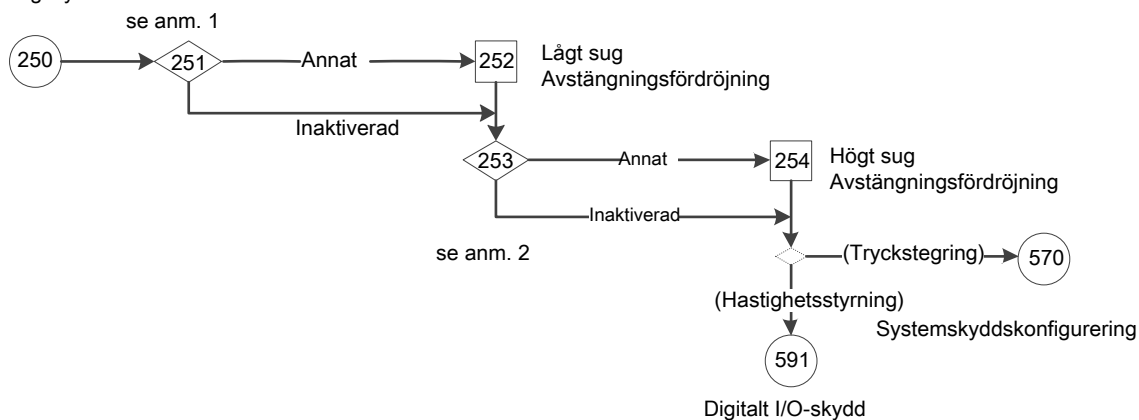 se anm. 1
250
251
Annat
252
Lågt sug
Avstängningsfördröjning
Inaktiverad
253
Annat
254
Högt sug
Avstängningsfördröjning
Inaktiverad
se anm. 2
(Tryckstegring)
570
(Hastighetsstyrning)
Systemskyddskonfigurering
591
Digitalt I/O-skydd